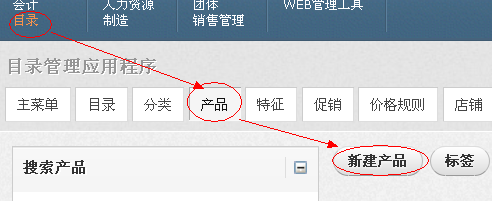 会计 人力资源 团体 WEB管理工具
目录 制造 销售管理
目录管理应用程序
主菜单 目录 分类 产品 特征 促销 价格规则 店铺
搜索产品 新建产品 标签